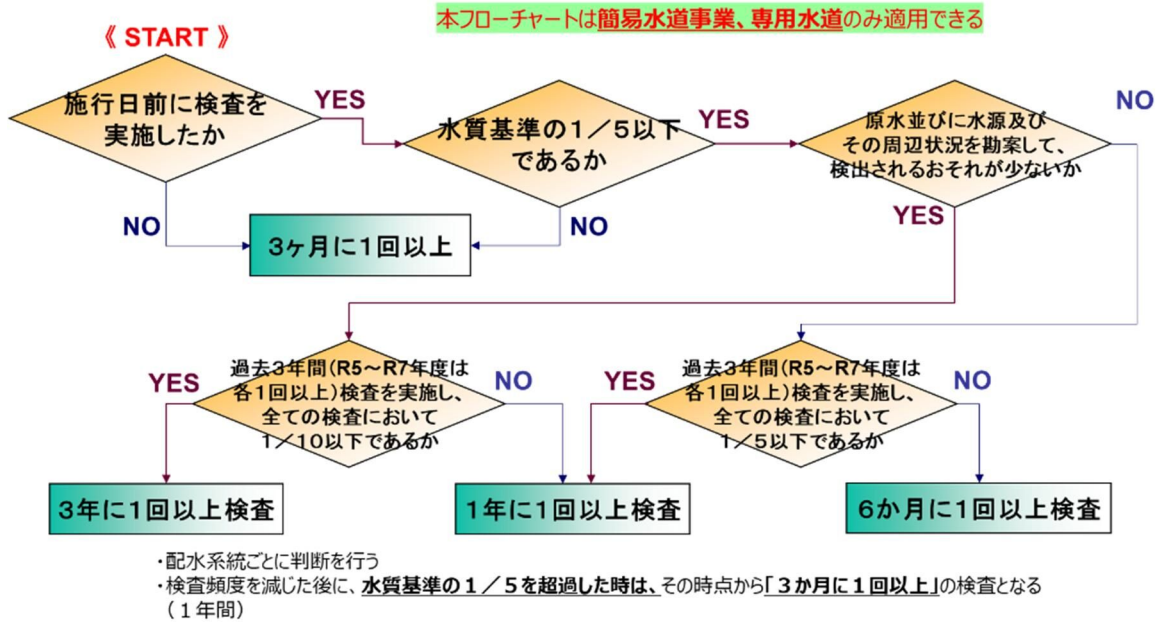 本フローチャートは簡易水道事業、専用水道のみ適用できる
《 START 》
施行日前に検査を
実施したか
YES
NO
水質基準の１／５以下
であるか
YES
NO
原水並びに水源及び
その周辺状況を勘案して、
検出されるおそれが少ないか
NO
YES
３ヶ月に１回以上
過去３年間（R5～R7年度は
各１回以上）検査を実施し、
全ての検査において
１／１０以下であるか
YES
NO
過去３年間（R5～R7年度は
各１回以上）検査を実施し、
全ての検査において
１／５以下であるか
YES
NO
３年に１回以上検査
１年に１回以上検査
６か月に１回以上検査
・配水系統ごとに判断を行う
・検査頻度を減じた後に、水質基準の１／５を超過した時は、その時点から「３か月に１回以上」の検査となる
（１年間）